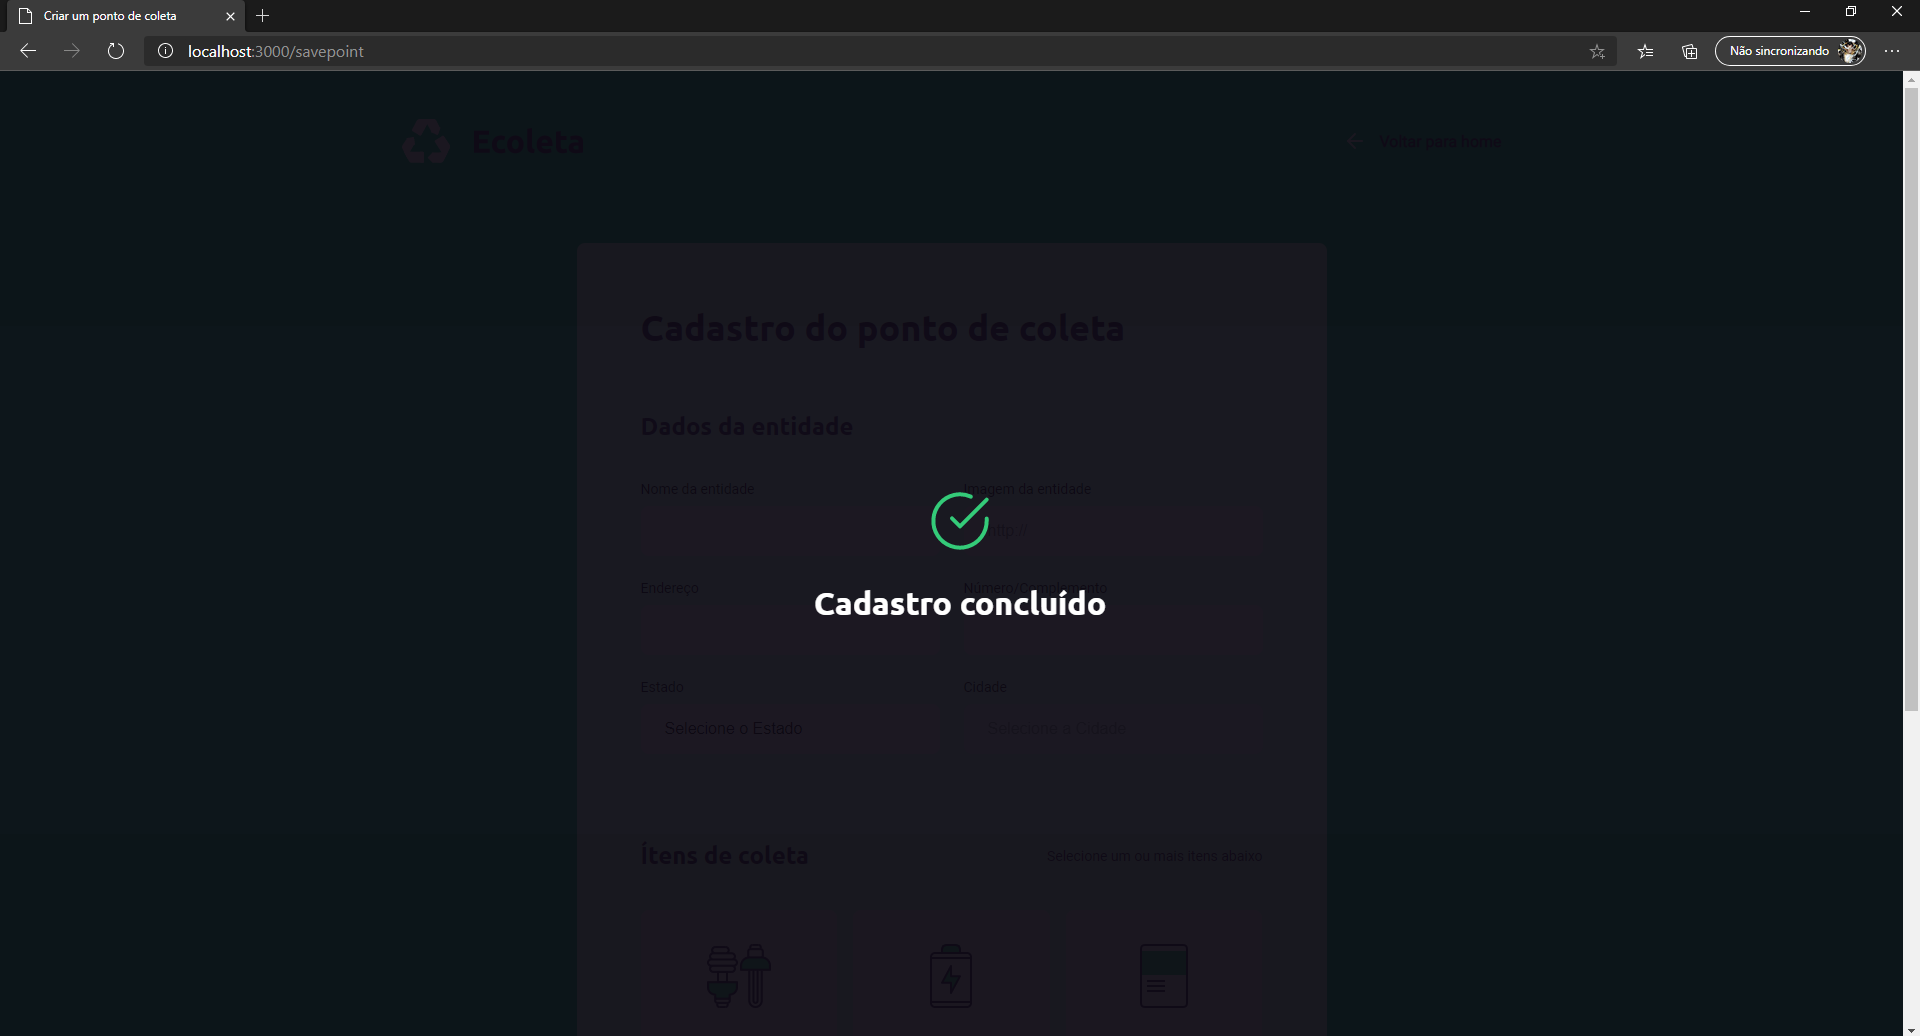 Criar um ponto de coleta
localhost:3000/savepoint
Não sincronizando
Ecoleta
Voltar para home
Cadastro do ponto de coleta
Dados da entidade
Nome da entidade
Imagem da entidade
http
Endereço
Número/Complemento
Cadastro concluído
Estado
Cidade
Selecione o Estado
Selecione a Cidade
Ítens de coleta
Selecione um ou mais itens abaixo